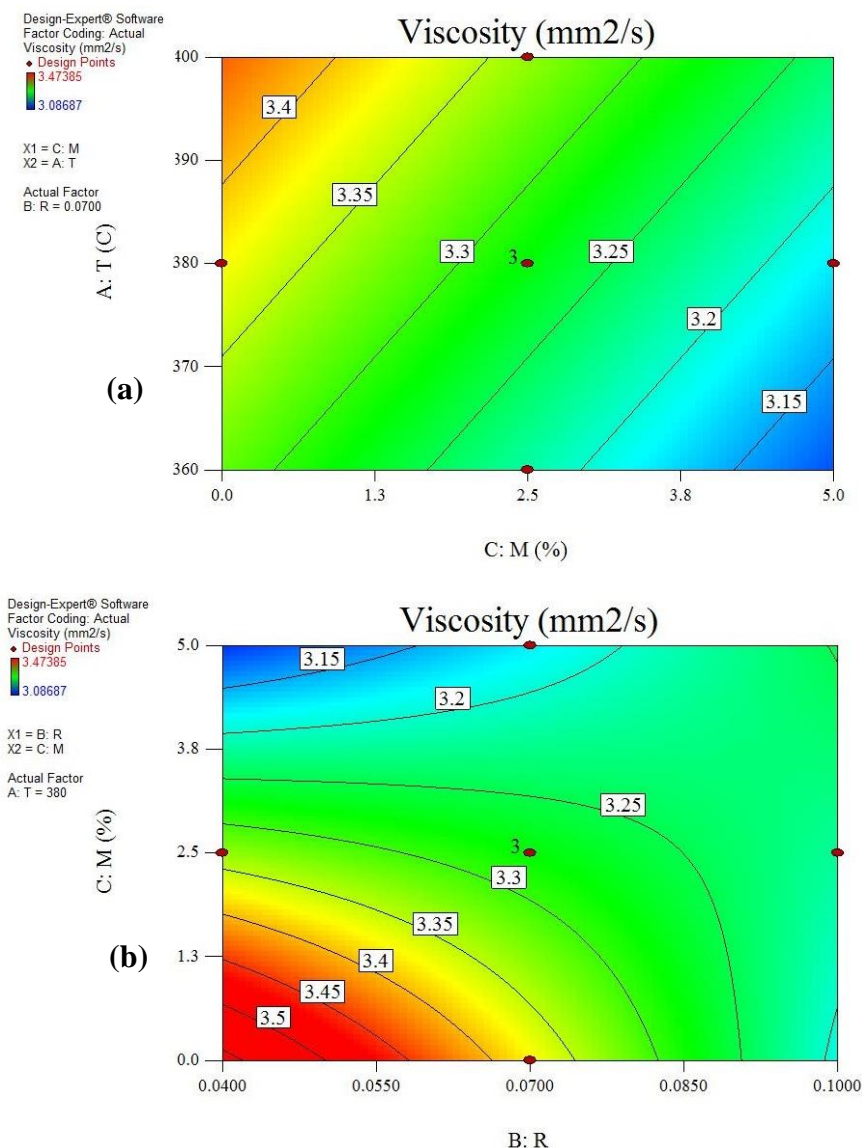 Design-Expert® Software
Factor Coding: Actual
Viscosity (mm2/s)
Design Points
3.47385
3.08687
X1 = C: M
X2 = A: T
Actual Factor
B: R = 0.0700
Viscosity (mm2/s)
A: T (C)
400
390
380
370
360
3.4
3.35
3.3
3
3.25
3.2
3.15
(a)
0.0
1.3
2.5
3.8
5.0
C: M (%)
Design-Expert® Software
Factor Coding: Actual
Viscosity (mm2/s)
Design Points
3.47385
3.08687
X1 = B: R
X2 = C: M
Actual Factor
A: T = 380
Viscosity (mm2/s)
C: M (%)
5.0
3.8
2.5
1.3
0.0
3.15
3.2
3.25
3
3.3
3.35
3.4
3.45
3.5
(b)
0.0400
0.0550
0.0700
0.0850
0.1000
B: R